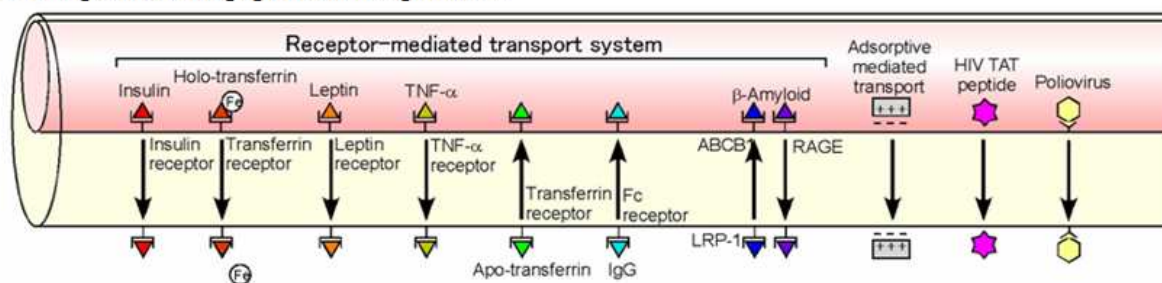 Receptor-mediated transport system
Adsorptive
mediated
transport
HIV TAT
peptide
Poliovirus
Insulin
Holo-transferrin
Fe
Leptin
TNF-α
β-Amyloid
+++
Insulin
receptor
Transferrin
receptor
Leptin
receptor
TNF-α
receptor
Transferrin
receptor
Fc
receptor
ABCB1
RAGE
LRP-1
+++
Fe
Apo-transferrin
IgG